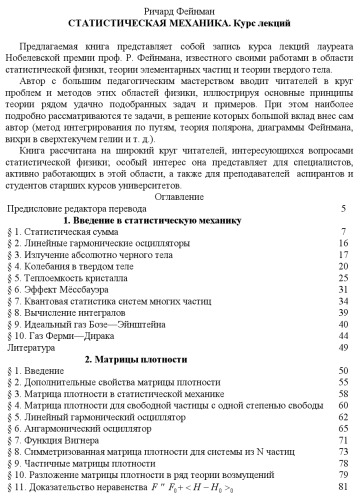 Ричард Фейнман
СТАТИСТИЧЕСКАЯ МЕХАНИКА. Курс лекций
Предлагаемая книга представляет собой запись курса лекций лауреата
Нобелевской премии проф. Р. Фейнмана, известного своими работами в области
статистической физики, теории элементарных частиц и теории твердого тела.
Автор с большим педагогическим мастерством вводит читателей в круг
проблем и методов этих областей физики, иллюстрируя основные принципы
теории рядом удачно подобранных задач и примеров. При этом наиболее
подробно рассматриваются те задачи, в решение которых большой вклад внес сам
автор (метод интегрирования по путям, теория полярона, диаграммы Фейнмана,
вихри в сверхтекучем гелии и т. д.).
Книга рассчитана на широкий круг читателей, интересующихся вопросами
статистической физики; особый интерес она представляет для специалистов,
активно работающих в этой области, а также для преподавателей аспирантов и
студентов старших курсов университетов.
Оглавление
Предисловие редактора перевода 5
1. Введение в статистическую механику
§ 1. Статистическая сумма 7
§ 2. Линейные гармонические осцилляторы 16
§ 3. Излучение абсолютно черного тела 17
§ 4. Колебания в твердом теле 20
§ 5. Теплоемкость кристалла 25
§ 6. Эффект Мёссбауэра 31
§ 7. Квантовая статистика систем многих частиц 34
§ 8. Вычисление интегралов 39
§ 9. Идеальный газ Бозе—Эйнштейна 40
§ 10. Газ Ферми—Дирака 44
Литература 49
2. Матрицы плотности
§ 1. Введение 50
§ 2. Дополнительные свойства матрицы плотности 55
§ 3. Матрица плотности в статистической механике 58
§ 4. Матрица плотности для свободной частицы с одной степенью свободы 60
§ 5. Линейный гармонический осциллятор 62
§ 6. Ангармонический осциллятор 65
§ 7. Функция Вигнера 71
§ 8. Симметризованная матрица плотности для системы из N частиц 73
§ 9. Частичные матрицы плотности 78
§ 10. Разложение матрицы плотности в ряд теории возмущений 79
§ 11. Доказательство неравенства F " F₀+<H−H₀>₀ 81